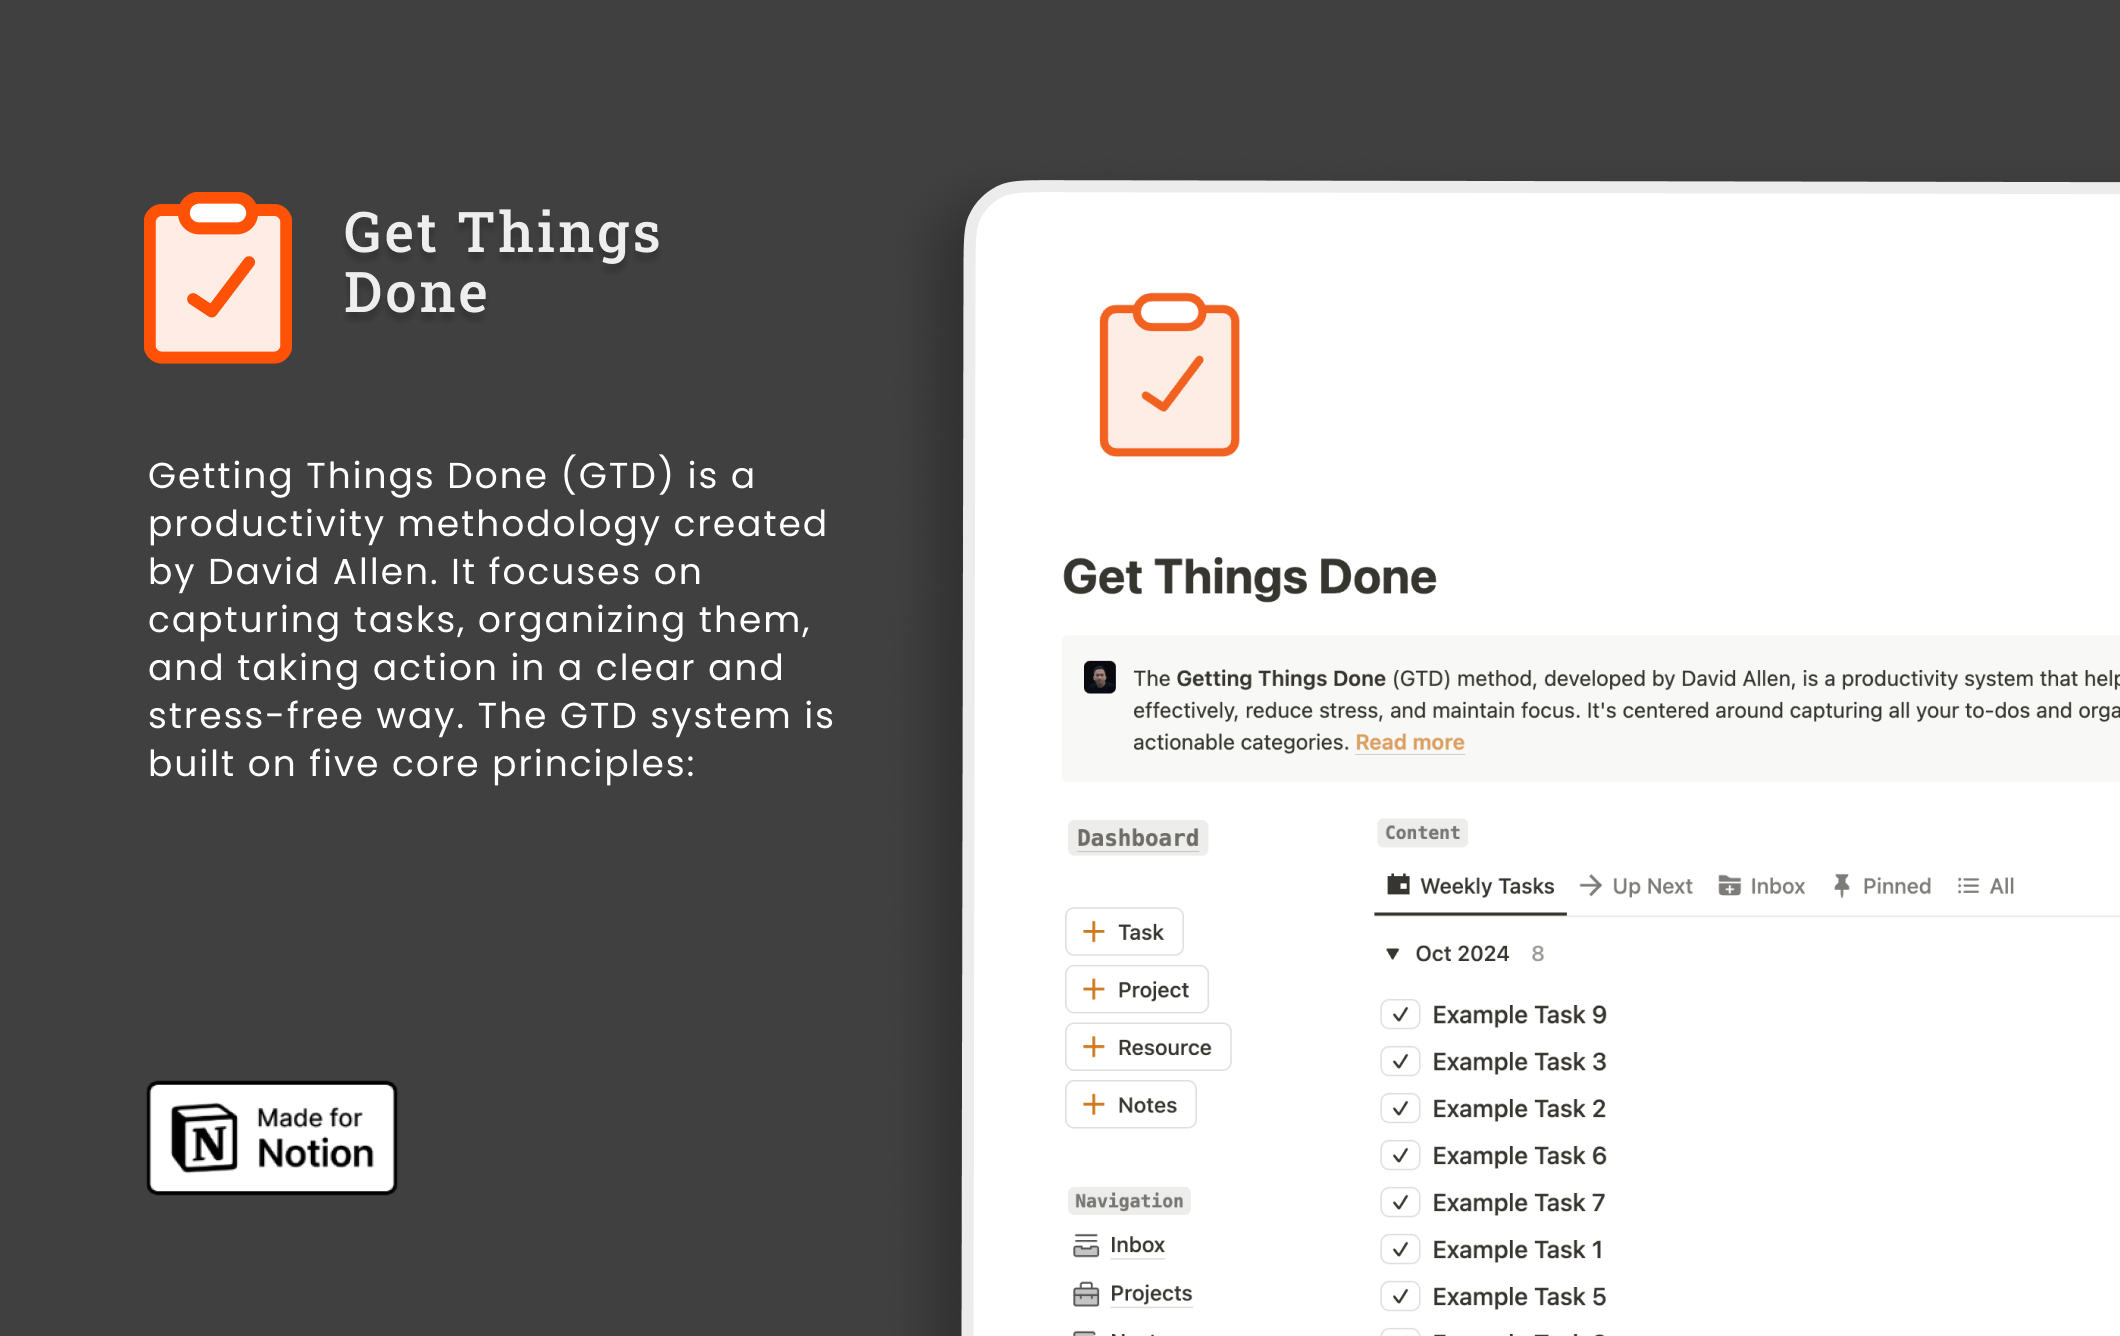 Get Things
Done
Getting Things Done (GTD) is a
productivity methodology created
by David Allen. It focuses on
capturing tasks, organizing them,
and taking action in a clear and
stress-free way. The GTD system is
built on five core principles:
Made for
Notion
Get Things Done
The Getting Things Done (GTD) method, developed by David Allen, is a productivity system that
effectively, reduce stress, and maintain focus. It's centered around capturing all your to-dos and
actionable categories. Read more
Dashboard
Task
Project
Resource
Notes
Navigation
Inbox
Projects
Content
Weekly Tasks Up Next Inbox Pinned All
Oct 2024 8
Example Task 9
Example Task 3
Example Task 2
Example Task 6
Example Task 7
Example Task 1
Example Task 5